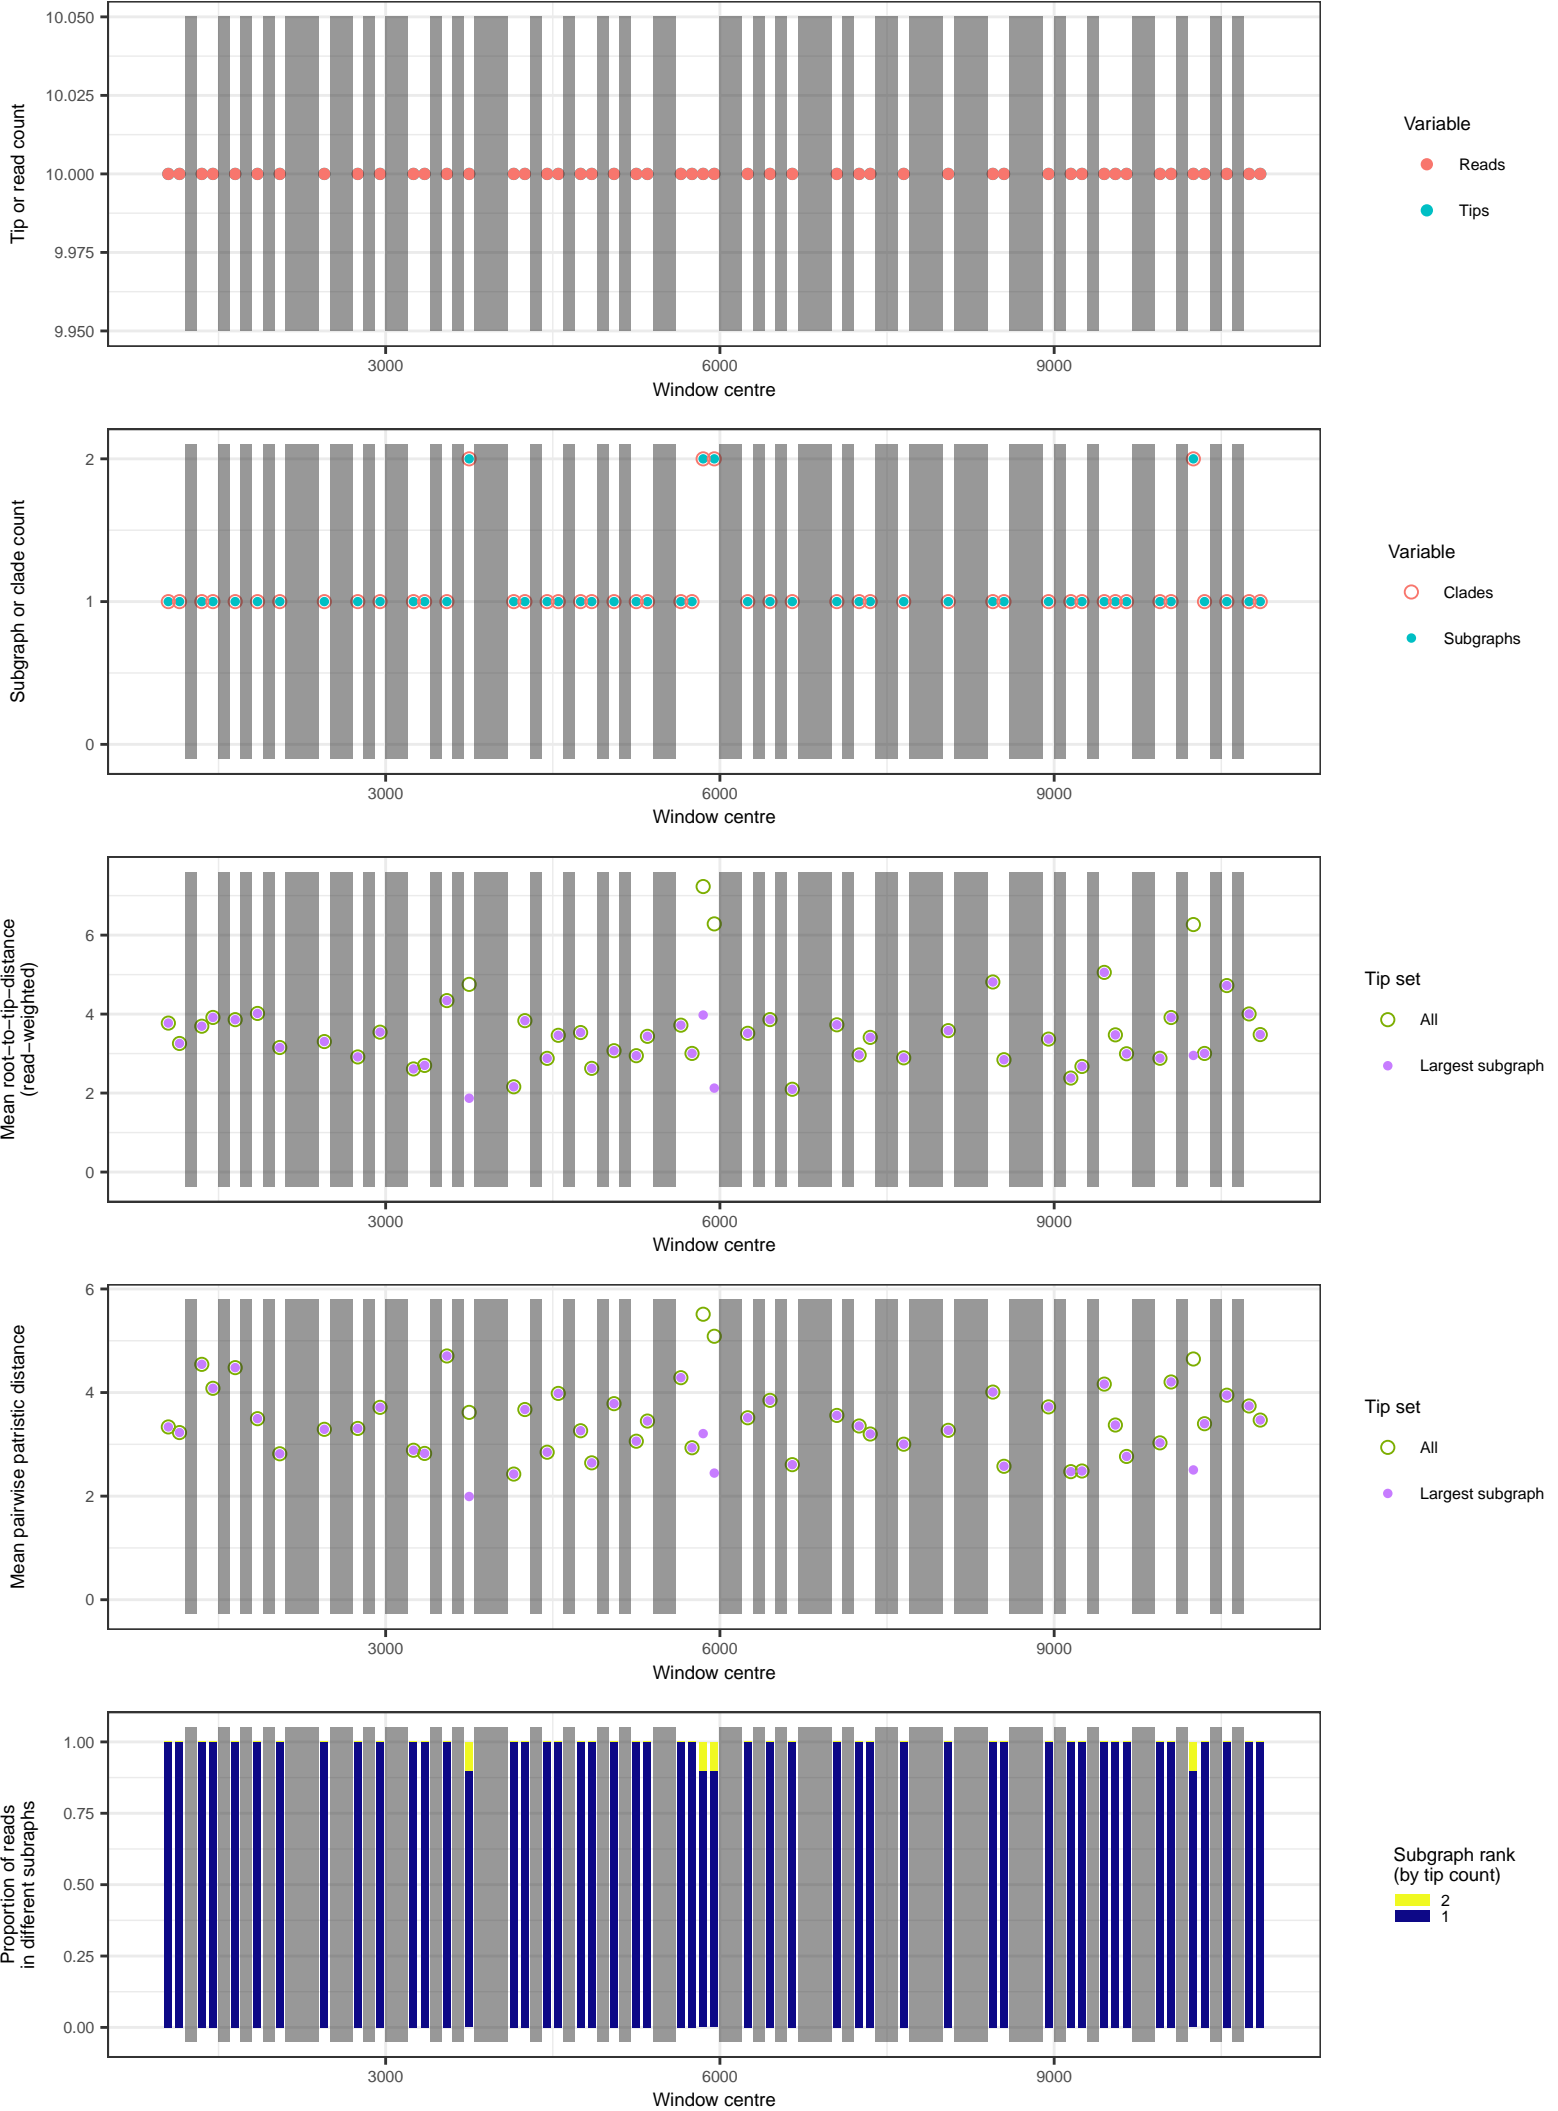 10.050
10.025
10.000
9.975
9.950
Tip or read count
3000 6000 9000
Window centre
Variable
Reads
Tips
2
1
0
Subgraph or clade count
3000 6000 9000
Window centre
Variable
Clades
Subgraphs
6
4
2
0
Mean root−to−tip−distance
(read−weighted)
3000 6000 9000
Window centre
Tip set
All
Largest subgraph
6
4
2
0
Mean pairwise patristic distance
3000 6000 9000
Window centre
Tip set
All
Largest subgraph
1.00
0.75
0.50
0.25
0.00
Proportion of reads
in different subraphs
3000 6000 9000
Window centre
Subgraph rank
(by tip count)
2
1